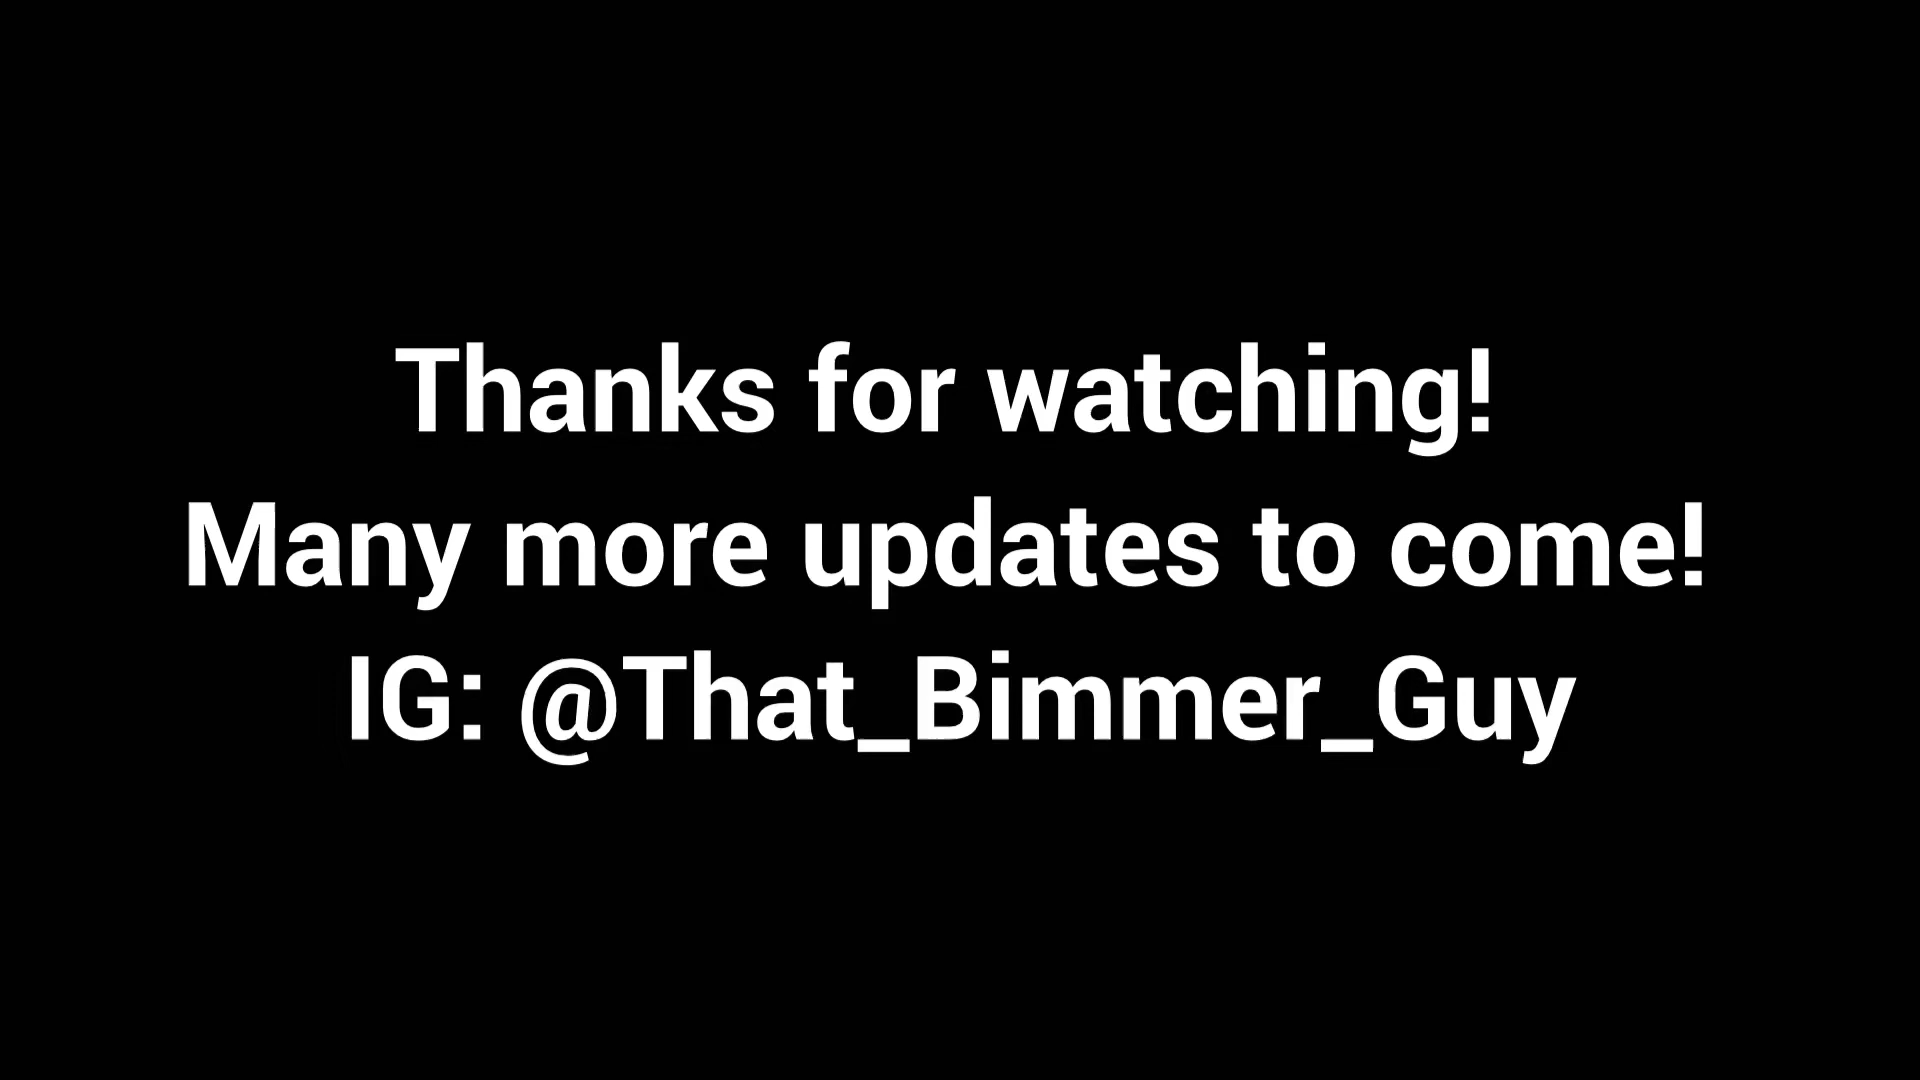 Thanks for watching!
Many more updates to come!
IG: @That_Bimmer_Guy